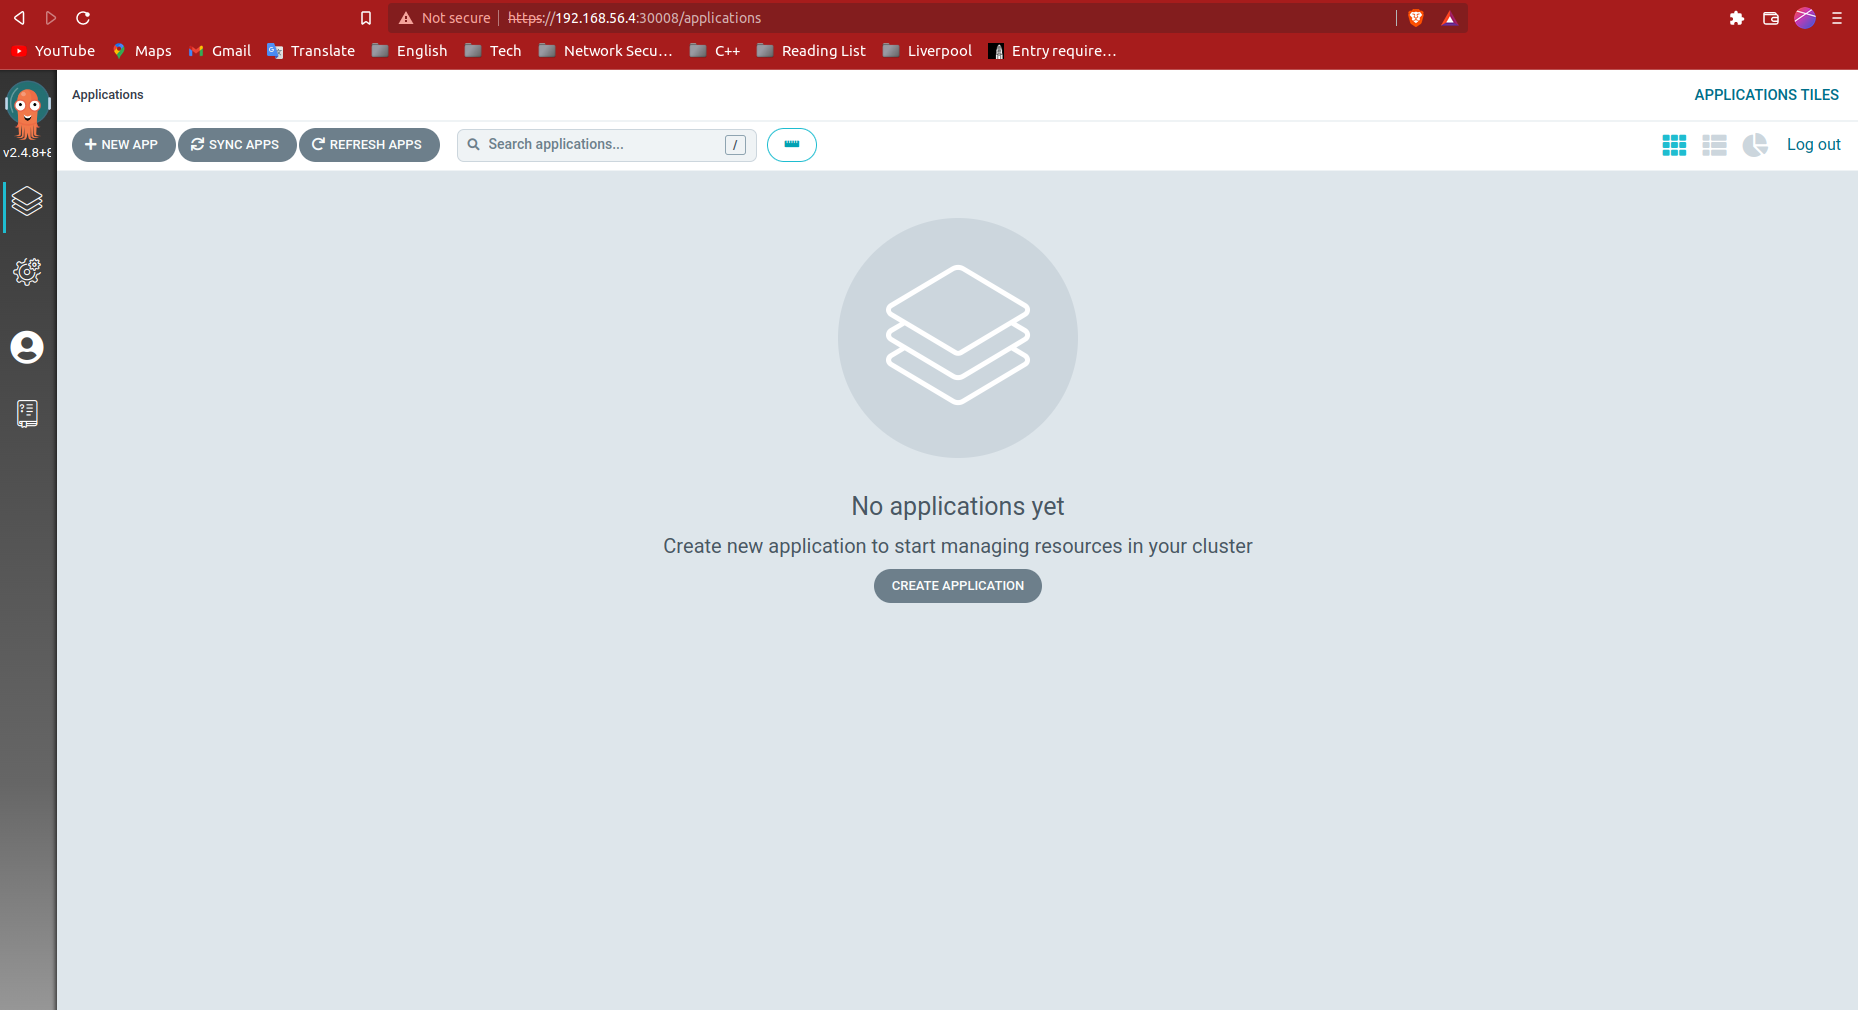 Not secure https://192.168.56.4:30008/applications
YouTube Maps Gmail Translate English Tech Network Secu... C++ Reading List Liverpool Entry require...
Applications APPLICATIONS TILES
v2.4.8+8
NEW APP SYNC APPS REFRESH APPS Search applications... / Log out
No applications yet
Create new application to start managing resources in your cluster
CREATE APPLICATION